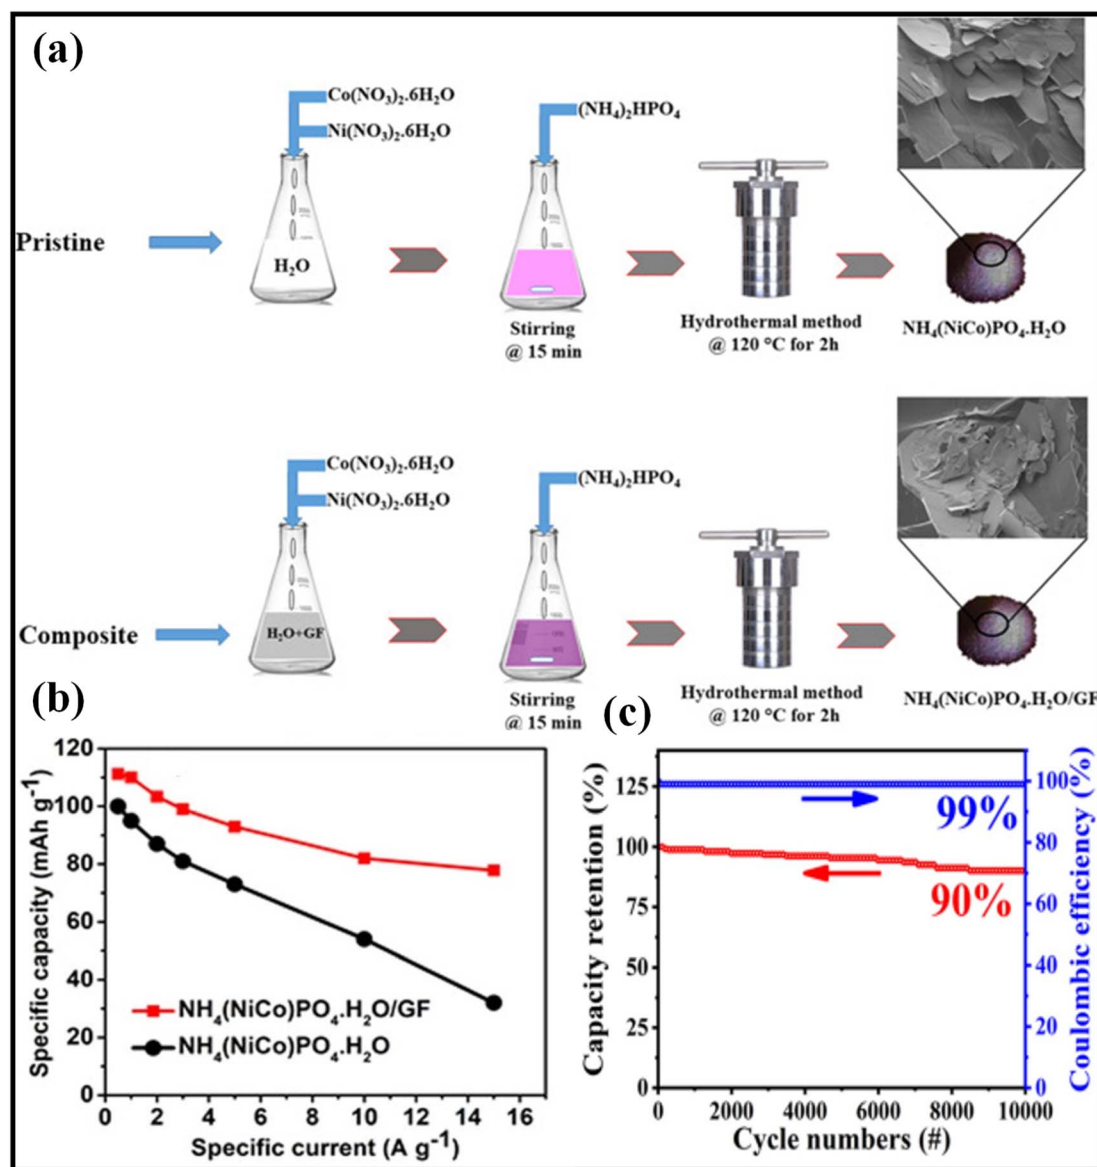 (a)
Co(NO₃)₂.6H₂O
Ni(NO₃)₂.6H₂O
(NH₄)₂HPO₄
Pristine
H₂O
Stirring
@ 15 min
Hydrothermal method
@ 120 °C for 2h
NH₄(NiCo)PO₄.H₂O
Co(NO₃)₂.6H₂O
Ni(NO₃)₂.6H₂O
(NH₄)₂HPO₄
Composite
H₂O+GF
Stirring
@ 15 min
Hydrothermal method
@ 120 °C for 2h
NH₄(NiCo)PO₄.H₂O/GF
(b)
Specific capacity (mAh g⁻¹)
120
100
80
60
40
20
0
NH₄(NiCo)PO₄.H₂O/GF
NH₄(NiCo)PO₄.H₂O
0 2 4 6 8 10 12 14 16
Specific current (A g⁻¹)
(c)
Capacity retention (%)
125
100
75
50
25
0
99%
90%
100
80
60
40
20
0
Coulombic efficiency (%)
0 2000 4000 6000 8000 10000
Cycle numbers (#)